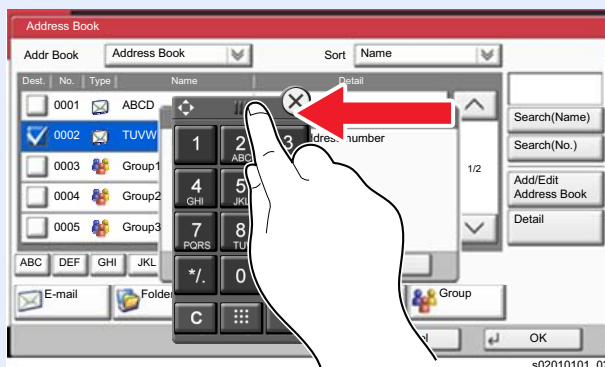 Address Book
Addr Book Address Book Sort Name
Dest. No. Type Name Detail
0001 ABCD
0002 TUVW
0003 Group1
0004 Group2
0005 Group3
1 2 ABC 3
4 GHI 5 JKL
7 PQRS 8
*/. 0
C
1/2
Search(Name)
Search(No.)
Add/Edit
Address Book
Detail
ABC DEF GHI JKL
E-mail Group
OK